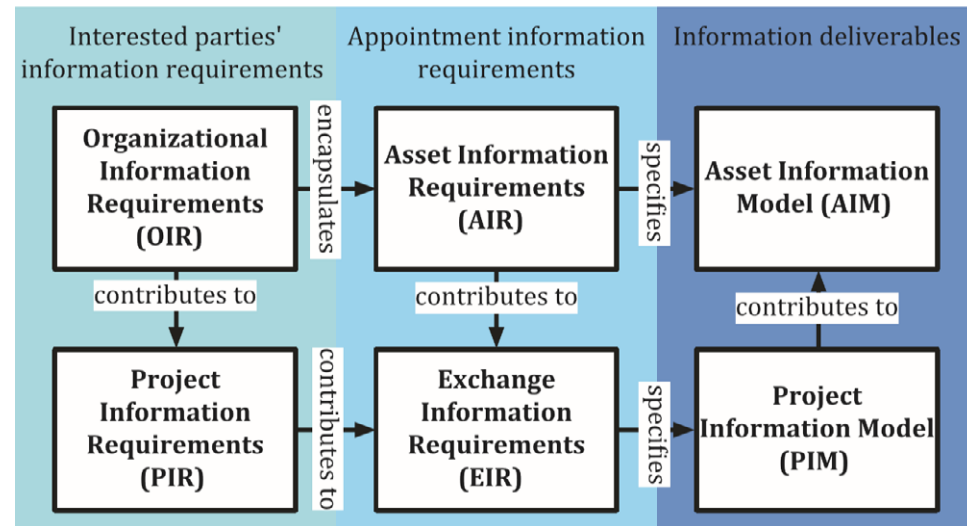 Interested parties'
information requirements
Appointment information
requirements
Information deliverables
Organizational
Information
Requirements
(OIR)
encapsulates
Asset Information
Requirements
(AIR)
specifies
Asset Information
Model (AIM)
contributes to
contributes to
contributes to
Project
Information
Requirements
(PIR)
contributes to
Exchange
Information
Requirements
(EIR)
specifies
Project
Information Model
(PIM)